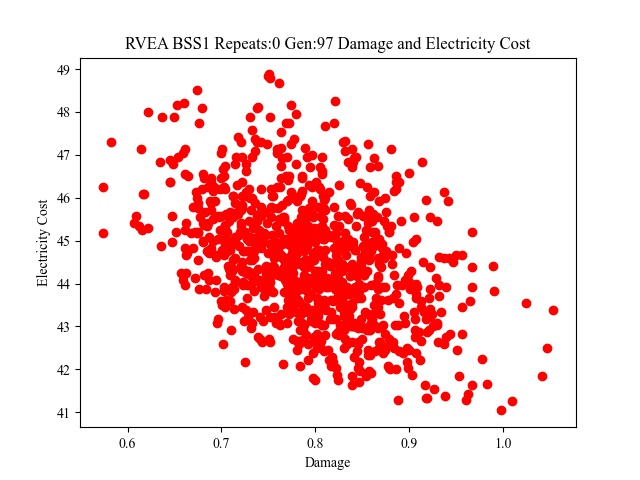 RVEA BSS1 Repeats:0 Gen:97 Damage and Electricity Cost
49
48
47
46
45
44
43
42
41
Electricity Cost
0.6 0.7 0.8 0.9 1.0
Damage